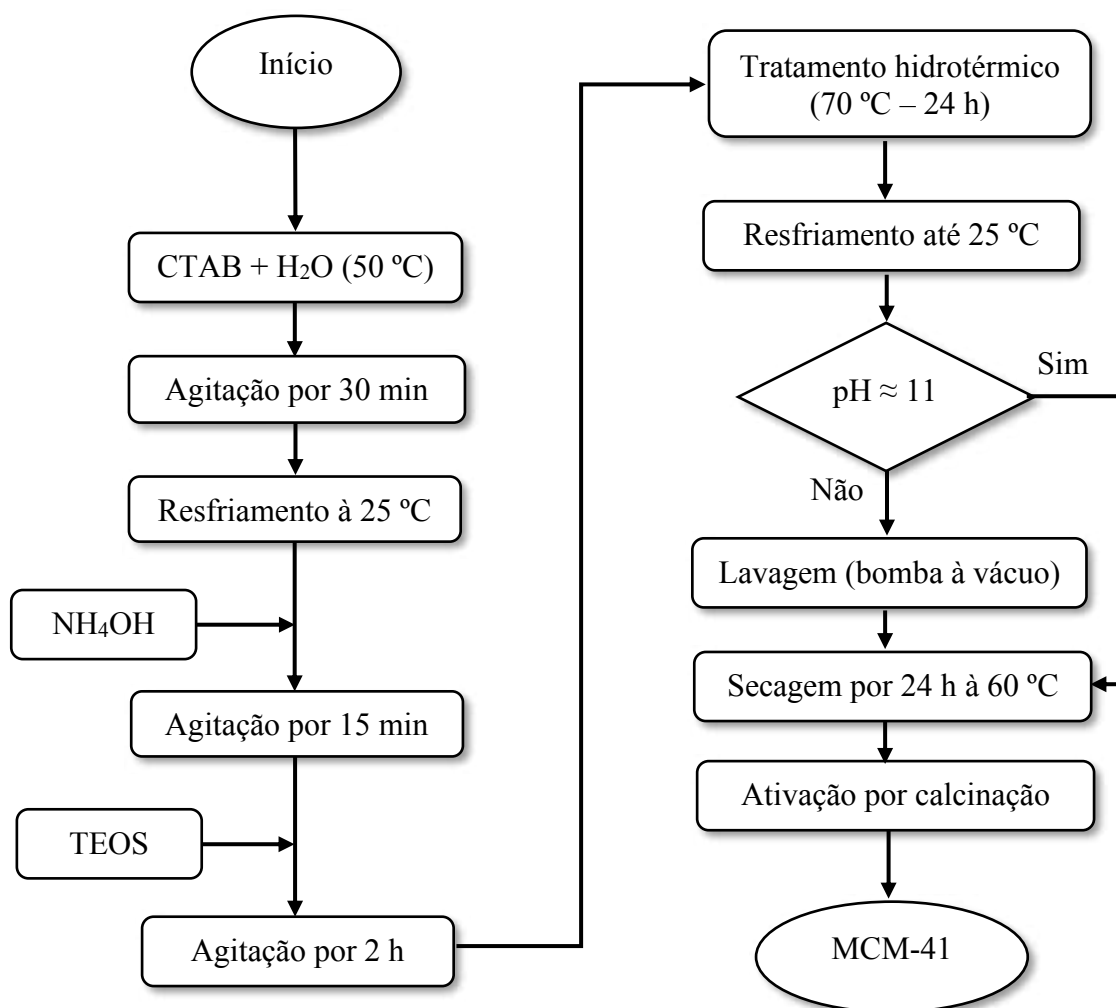 Início
CTAB + H₂O (50 ºC)
Agitação por 30 min
Resfriamento à 25 ºC
NH₄OH
Agitação por 15 min
TEOS
Agitação por 2 h
Tratamento hidrotérmico
(70 ºC – 24 h)
Resfriamento até 25 ºC
pH ≈ 11
Sim
Não
Lavagem (bomba à vácuo)
Secagem por 24 h à 60 ºC
Ativação por calcinação
MCM-41